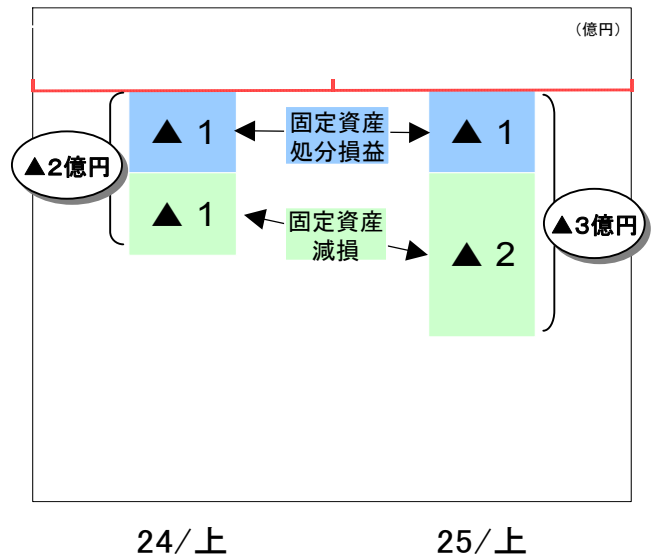 （億円）
▲ 1
固定資産
処分損益
▲ 1
▲2億円
▲ 1
固定資産
減損
▲ 2
▲3億円
24/上
25/上